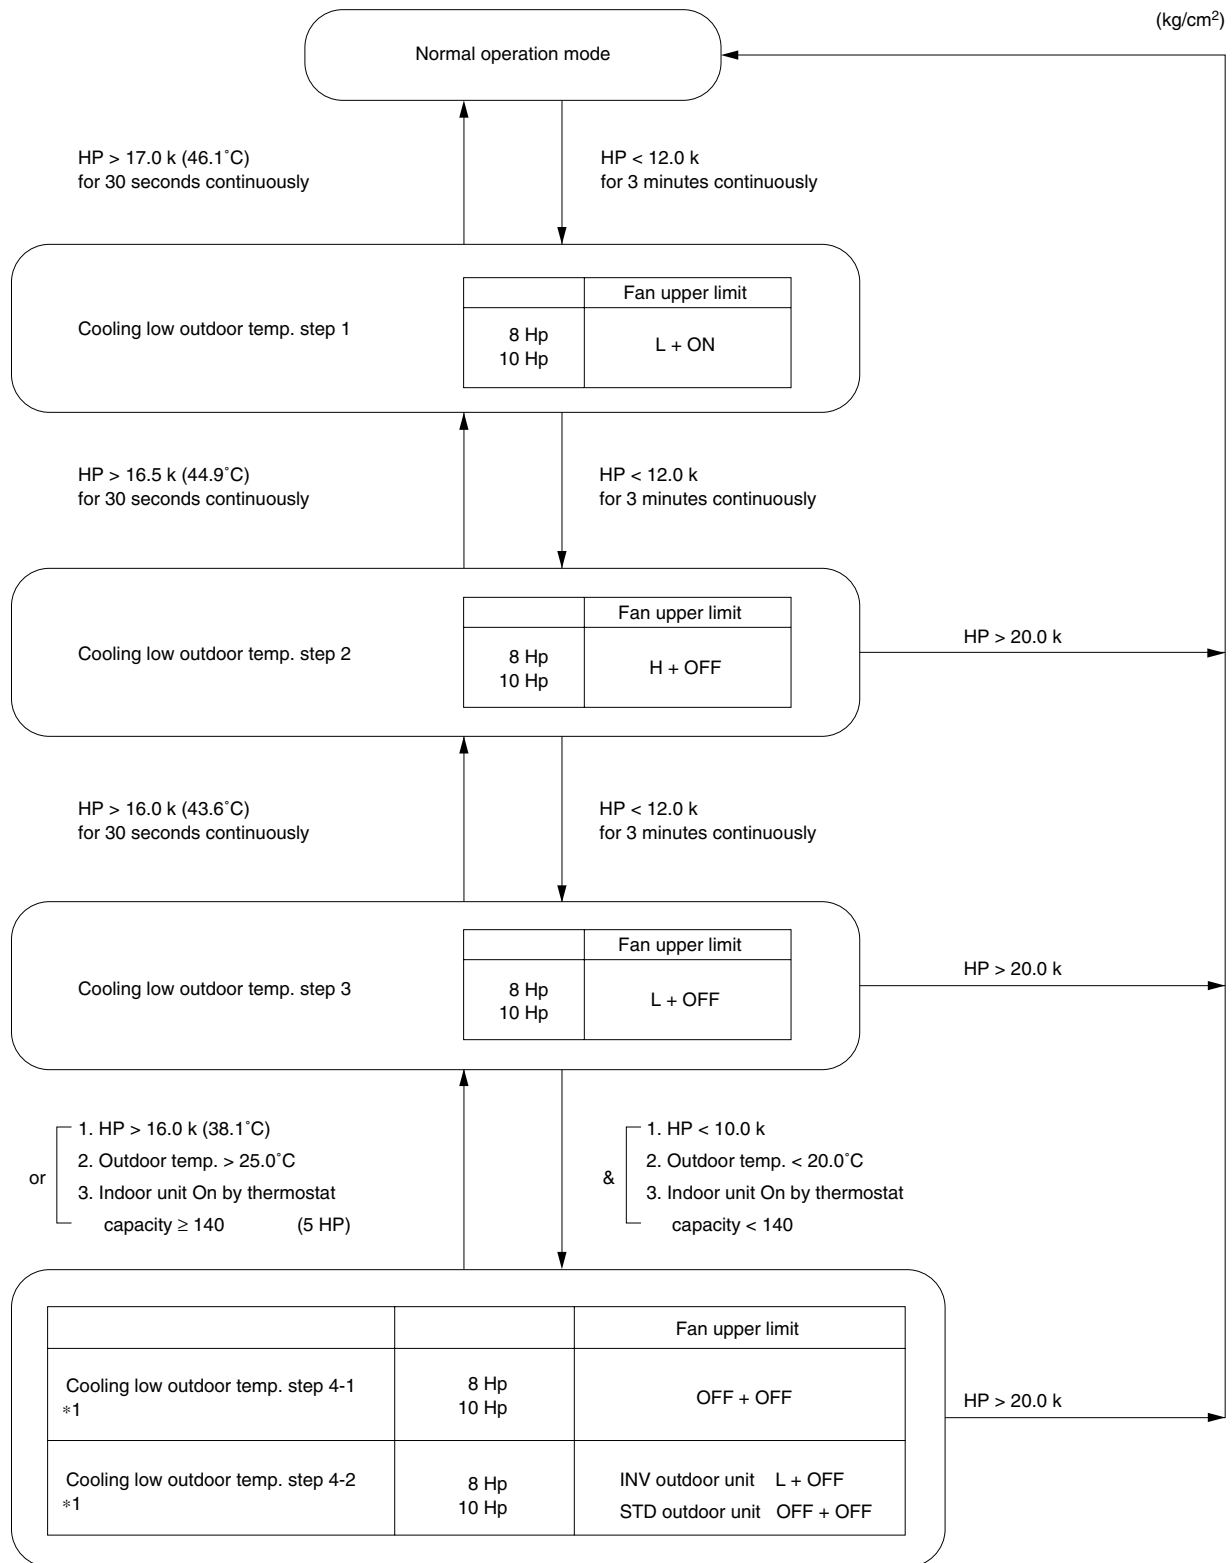 (kg/cm²)
Normal operation mode
HP > 17.0 k (46.1˚C)
for 30 seconds continuously
HP < 12.0 k
for 3 minutes continuously
Fan upper limit
Cooling low outdoor temp. step 1
8 Hp
10 Hp
L + ON
HP > 16.5 k (44.9˚C)
for 30 seconds continuously
HP < 12.0 k
for 3 minutes continuously
Fan upper limit
Cooling low outdoor temp. step 2
8 Hp
10 Hp
H + OFF
HP > 20.0 k
HP > 16.0 k (43.6˚C)
for 30 seconds continuously
HP < 12.0 k
for 3 minutes continuously
Fan upper limit
Cooling low outdoor temp. step 3
8 Hp
10 Hp
L + OFF
HP > 20.0 k
or
1. HP > 16.0 k (38.1˚C)
2. Outdoor temp. > 25.0˚C
3. Indoor unit On by thermostat
capacity ≥ 140 (5 HP)
&
1. HP < 10.0 k
2. Outdoor temp. < 20.0˚C
3. Indoor unit On by thermostat
capacity < 140
Fan upper limit
Cooling low outdoor temp. step 4-1
*1
8 Hp
10 Hp
OFF + OFF
HP > 20.0 k
Cooling low outdoor temp. step 4-2
*1
8 Hp
10 Hp
INV outdoor unit L + OFF
STD outdoor unit OFF + OFF